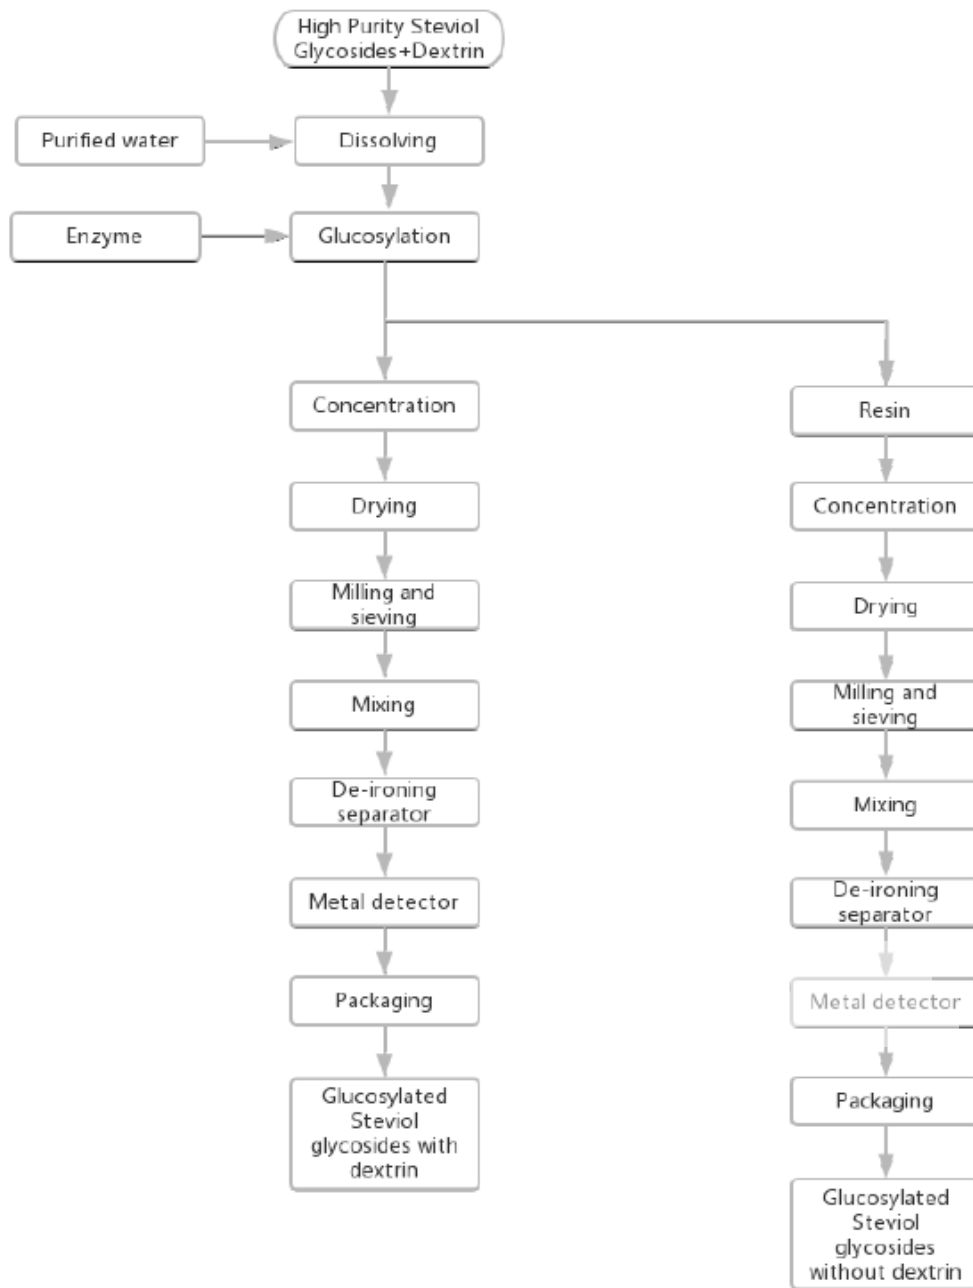 High Purity Steviol
Glycosides+Dextrin
Purified water
Dissolving
Enzyme
Glucosylation
Concentration
Drying
Milling and
sieving
Mixing
De-ironing
separator
Metal detector
Packaging
Glucosylated
Steviol
glycosides with
dextrin
Resin
Concentration
Drying
Milling and
sieving
Mixing
De-ironing
separator
Metal detector
Packaging
Glucosylated
Steviol
glycosides
without dextrin